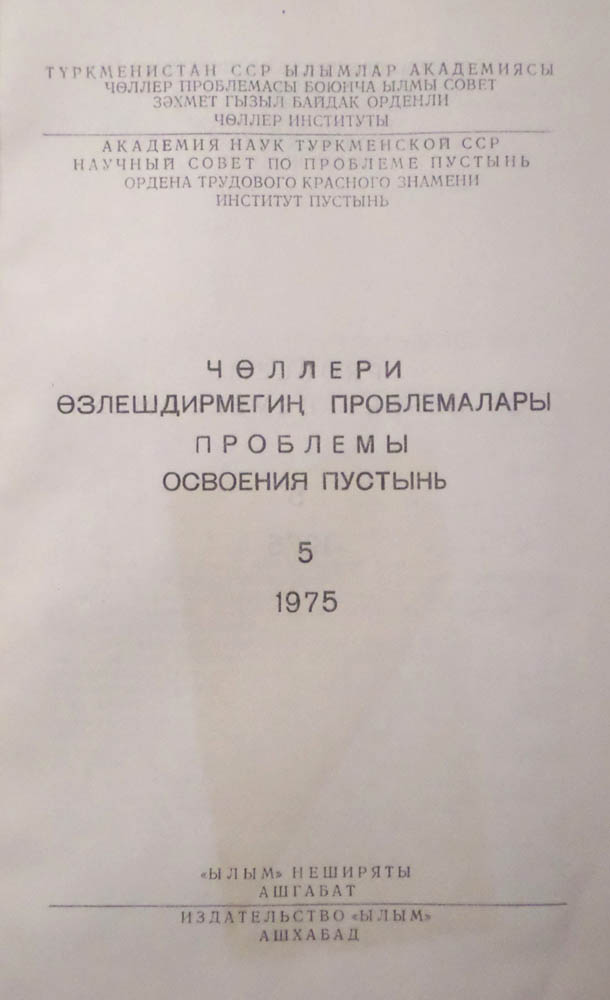 ТҮРКМЕНИСТАН ССР ЫЛЫМЛАР АКАДЕМИЯСЫ
ЧӨЛЛЕР ПРОБЛЕМАСЫ БОЮНЧА ЫЛМЫ СОВЕТ
ЗӘХМЕТ ГЫЗЫЛ БАЙДАК ОРДЕНЛИ
ЧӨЛЛЕР ИНСТИТУТЫ
АКАДЕМИЯ НАУК ТУРКМЕНСКОЙ ССР
НАУЧНЫЙ СОВЕТ ПО ПРОБЛЕМЕ ПУСТЫНЬ
ОРДЕНА ТРУДОВОГО КРАСНОГО ЗНАМЕНИ
ИНСТИТУТ ПУСТЫНЬ
ЧӨЛЛЕРИ
ӨЗЛЕШДИРМЕГИҢ ПРОБЛЕМАЛАРЫ
ПРОБЛЕМЫ
ОСВОЕНИЯ ПУСТЫНЬ
5
1975
«ЫЛЫМ» НЕШИРЯТЫ
АШГАБАТ
ИЗДАТЕЛЬСТВО «ЫЛЫМ»
АШХАБАД